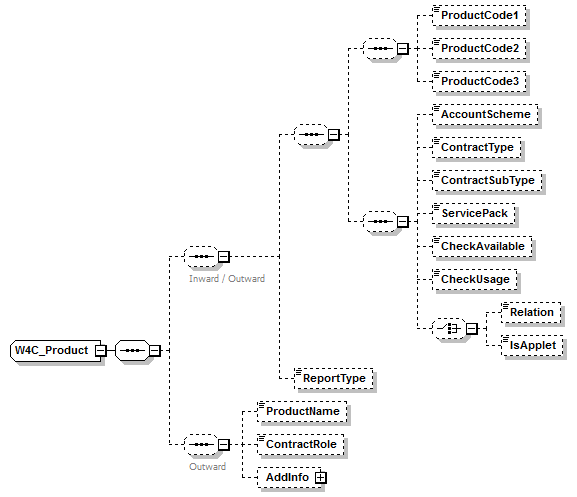 ProductCode1
ProductCode2
ProductCode3
AccountScheme
ContractType
ContractSubType
ServicePack
CheckAvailable
CheckUsage
Relation
IsApplet
Inward / Outward
W4C_Product
ReportType
ProductName
ContractRole
Outward
AddInfo